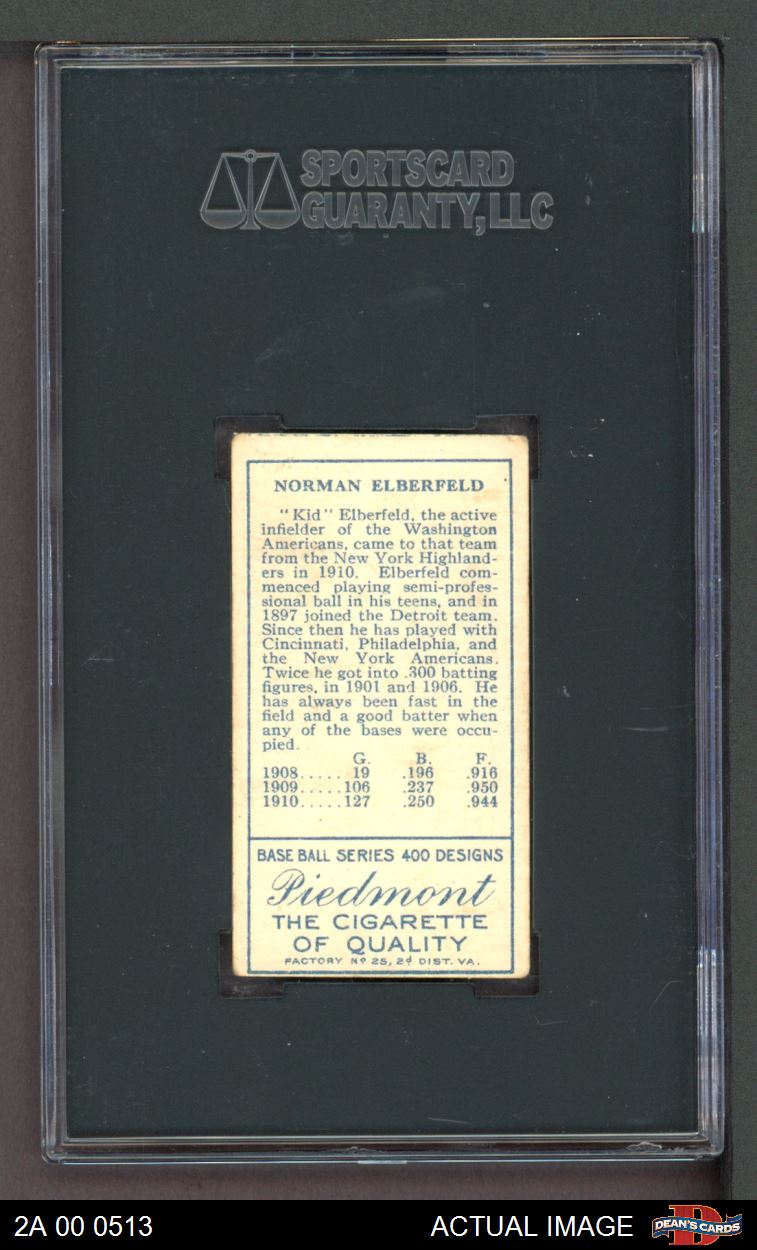 SPORTSCARD
GUARANTY, LLC
NORMAN ELBERFELD
"Kid" Elberfeld, the active
infielder of the Washington
Americans, came to that team
from the New York Highland-
ers in 1910. Elberfeld com-
menced playing semi-profes-
sional ball in his teens, and in
1897 joined the Detroit team.
Since then he has played with
Cincinnati, Philadelphia, and
the New York Americans.
Twice he got into .300 batting
figures, in 1901 and 1906. He
has always been fast in the
field and a good batter when
any of the bases were occu-
pied.
G. B. F.
1908..... 19 .196 .916
1909.....106 .237 .950
1910.....127 .250 .944
BASE BALL SERIES 400 DESIGNS
Piedmont
THE CIGARETTE
OF QUALITY
FACTORY Nº 25, 2d DIST. VA.
2A 00 0513
ACTUAL IMAGE
D
DEAN'S CARDS